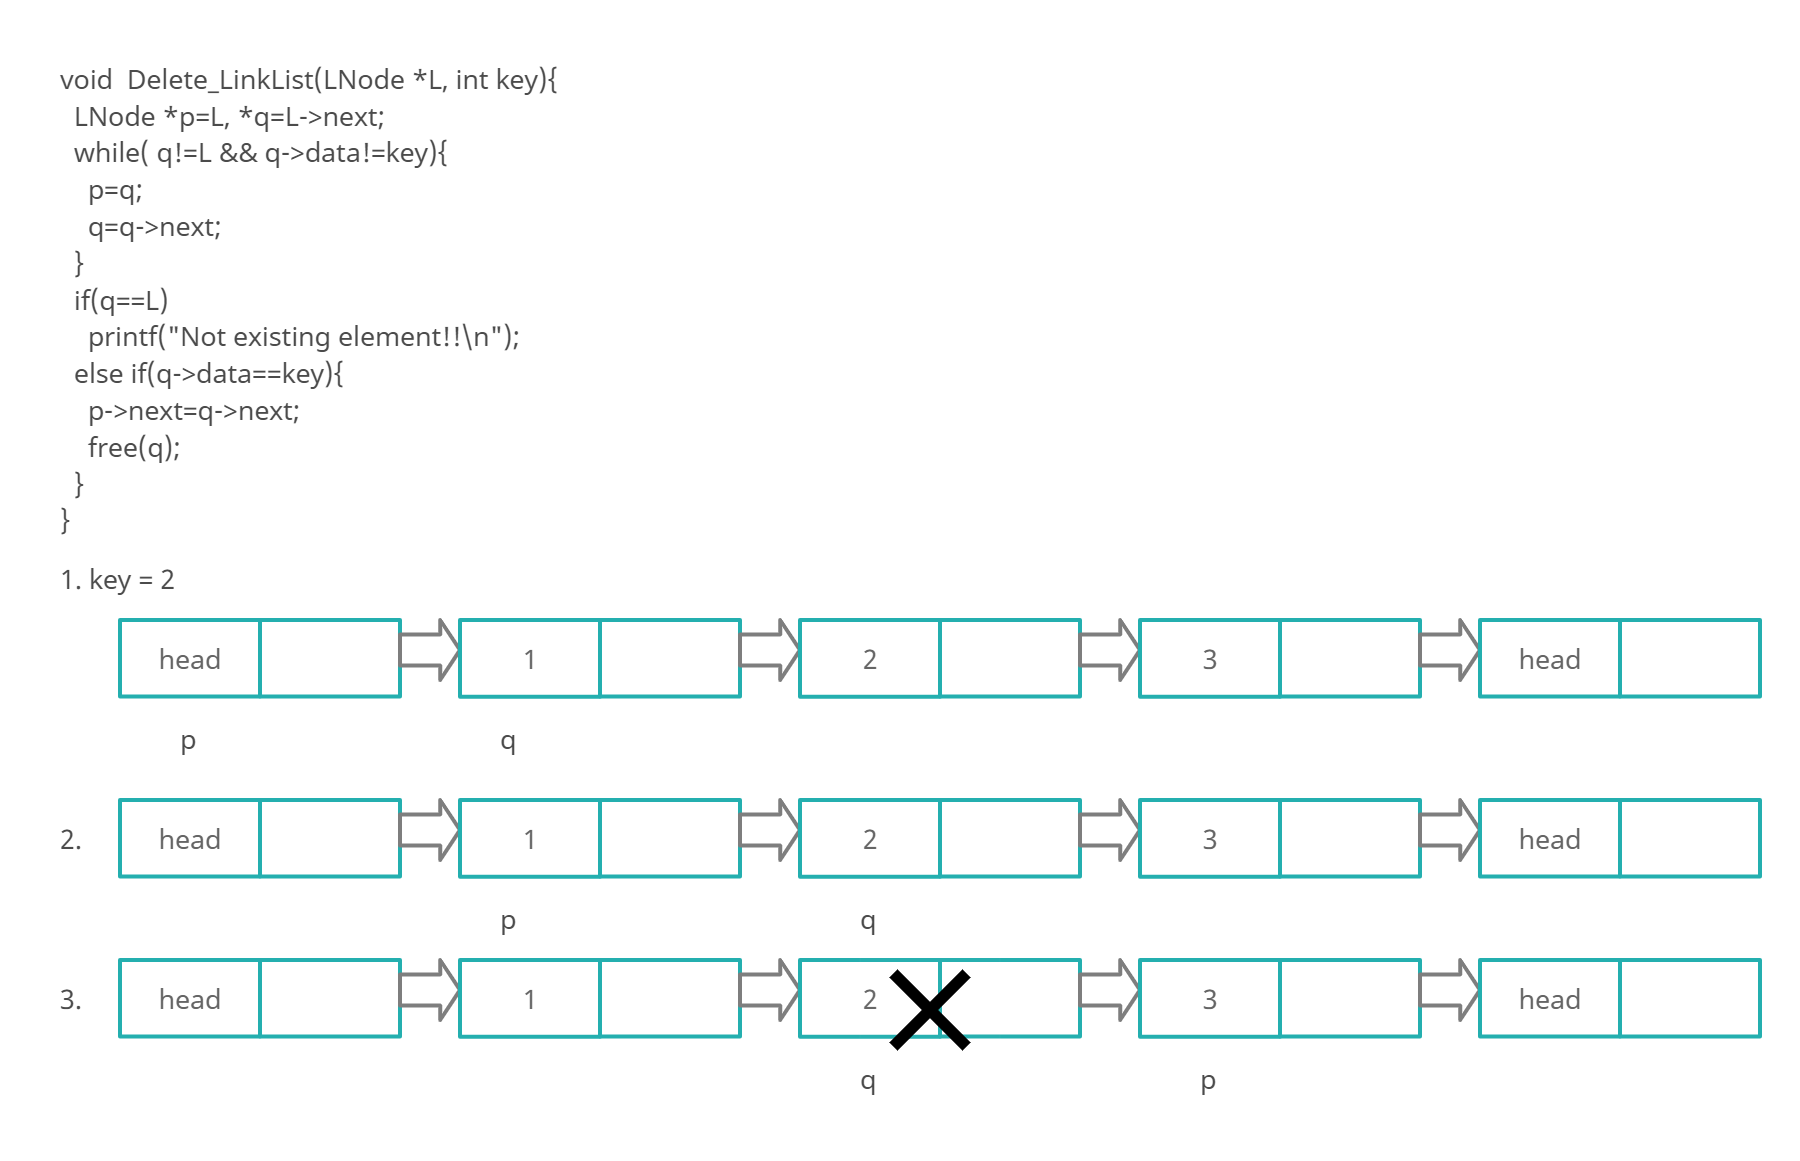 void  Delete_LinkList(LNode *L, int key){
  LNode *p=L, *q=L->next;
  while( q!=L && q->data!=key){
    p=q;
    q=q->next;
  }
  if(q==L)
    printf("Not existing element!!\n");
  else if(q->data==key){
    p->next=q->next;
    free(q);
  }
}
1. key = 2
head 1 2 3 head
p q
2. head 1 2 3 head
p q
3. head 1 2 3 head
q p